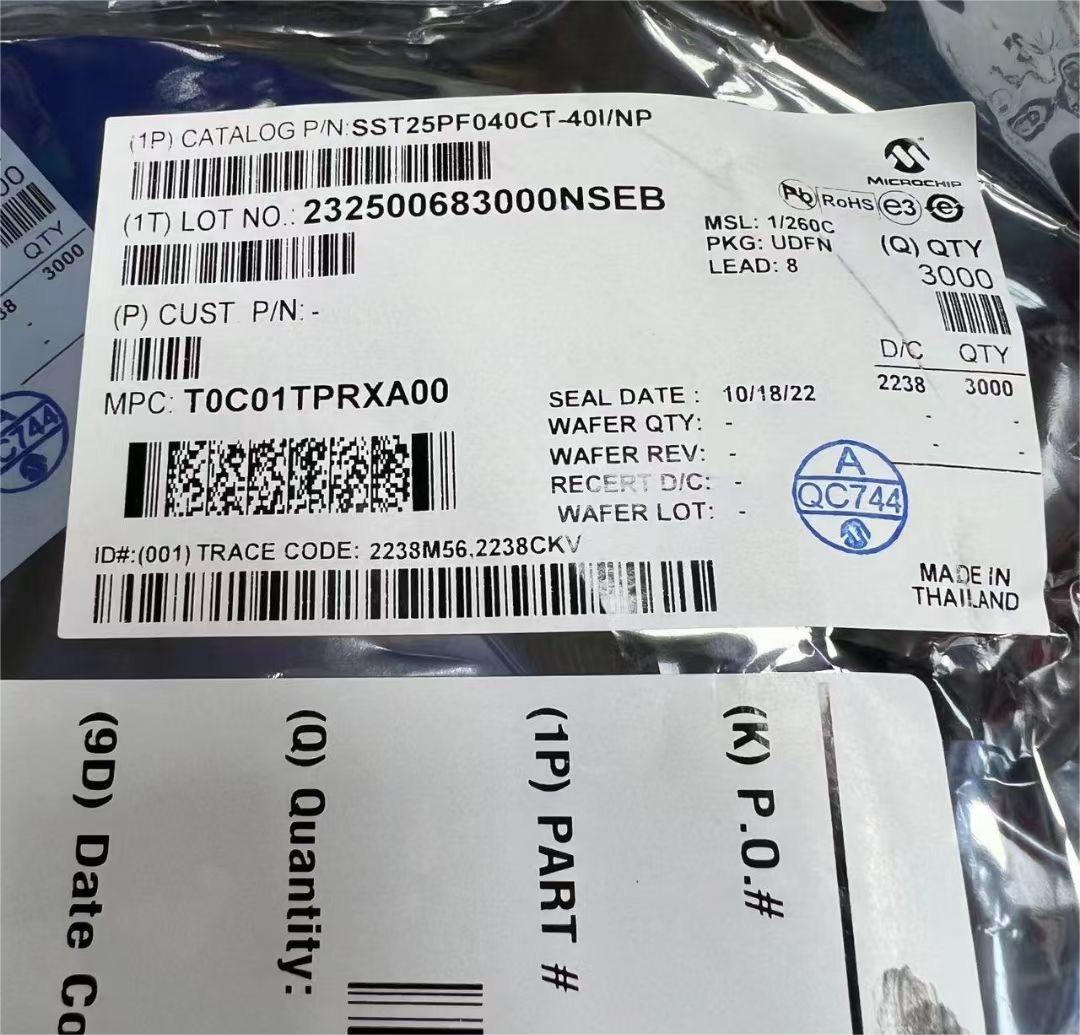 (1P) CATALOG P/N:SST25PF040CT-40I/NP
MICROCHIP
(1T) LOT NO.: 232500683000NSEB
Pb RoHS e3 e
MSL: 1/260C
PKG: UDFN
LEAD: 8
(Q) QTY
3000
(P) CUST P/N: -
D/C QTY
2238 3000
- -
- -
MPC: T0C01TPRXA00
SEAL DATE : 10/18/22
WAFER QTY: -
WAFER REV: -
RECERT D/C: -
WAFER LOT: -
A
QC744
ID#:(001) TRACE CODE: 2238M56,2238CKV
MADE IN
THAILAND
QTY
3000
(K) P.O.#
(1P) PART #
(Q) Quantity:
(9D) Date Co